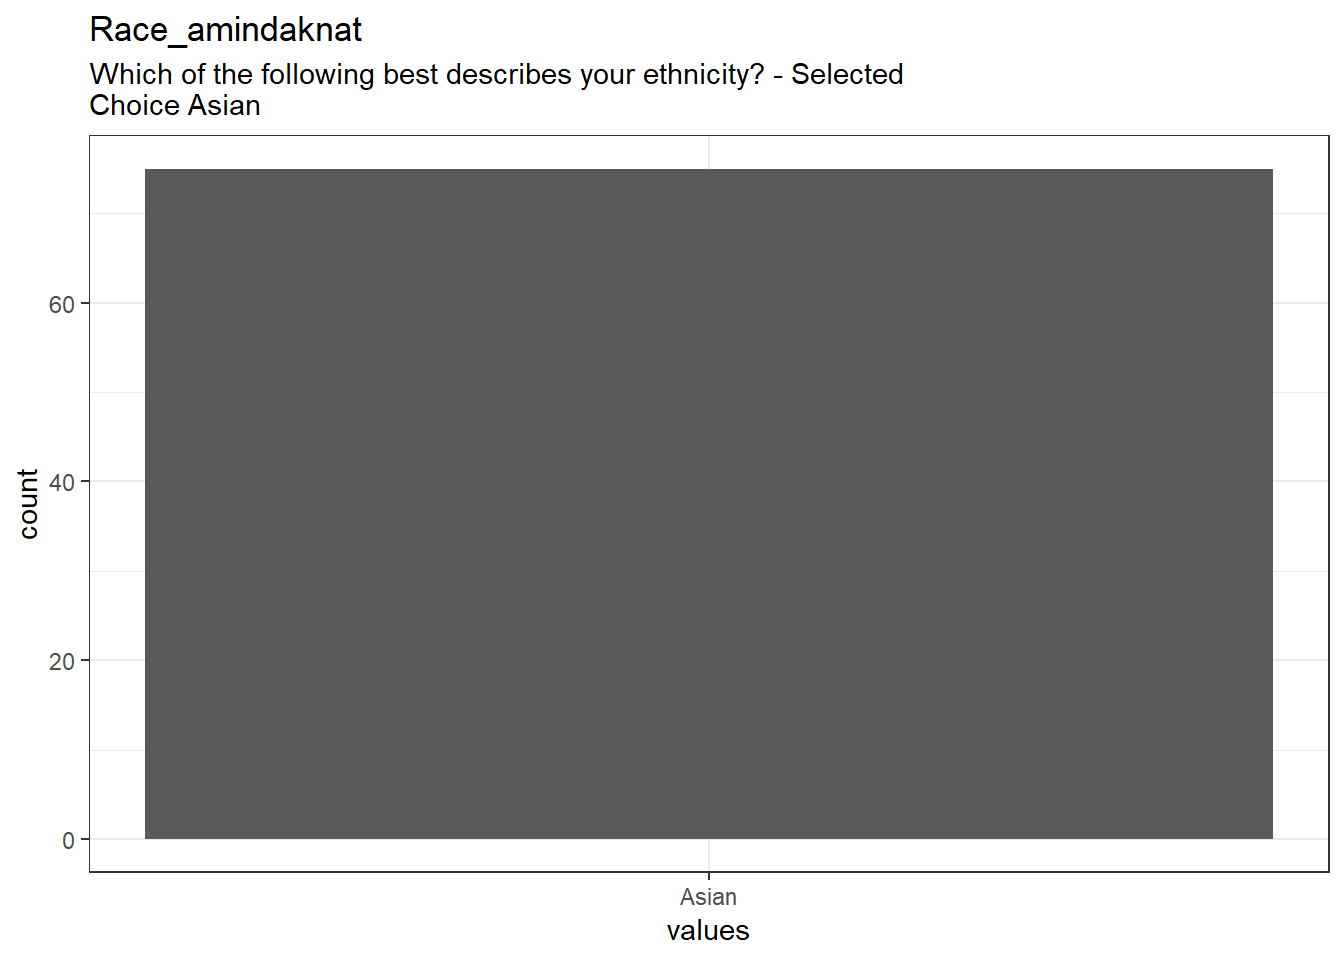 Race_amindaknat
Which of the following best describes your ethnicity? - Selected
Choice Asian
60
40
20
0
count
Asian
values